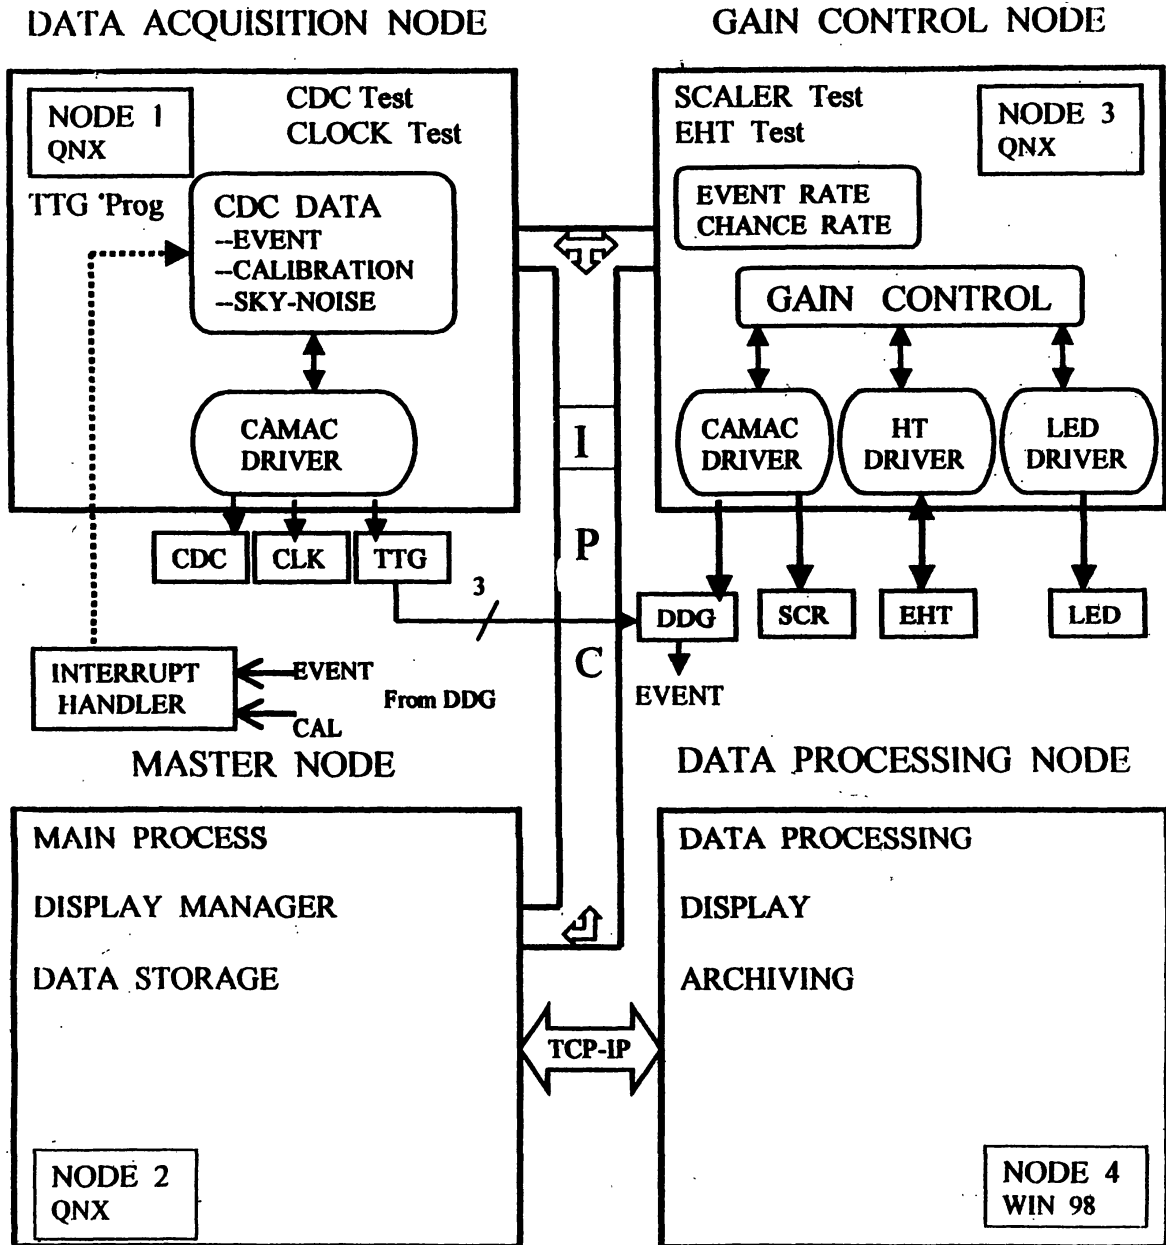 DATA ACQUISITION NODE
NODE 1
QNX
CDC Test
CLOCK Test
TTG 'Prog
CDC DATA
--EVENT
--CALIBRATION
--SKY-NOISE
CAMAC
DRIVER
CDC
CLK
TTG
3
INTERRUPT
HANDLER
EVENT
CAL
From DDG
I
P
C
GAIN CONTROL NODE
SCALER Test
EHT Test
NODE 3
QNX
EVENT RATE
CHANCE RATE
GAIN CONTROL
CAMAC
DRIVER
HT
DRIVER
LED
DRIVER
DDG
SCR
EHT
LED
EVENT
MASTER NODE
MAIN PROCESS
DISPLAY MANAGER
DATA STORAGE
NODE 2
QNX
TCP-IP
DATA PROCESSING NODE
DATA PROCESSING
DISPLAY
ARCHIVING
NODE 4
WIN 98